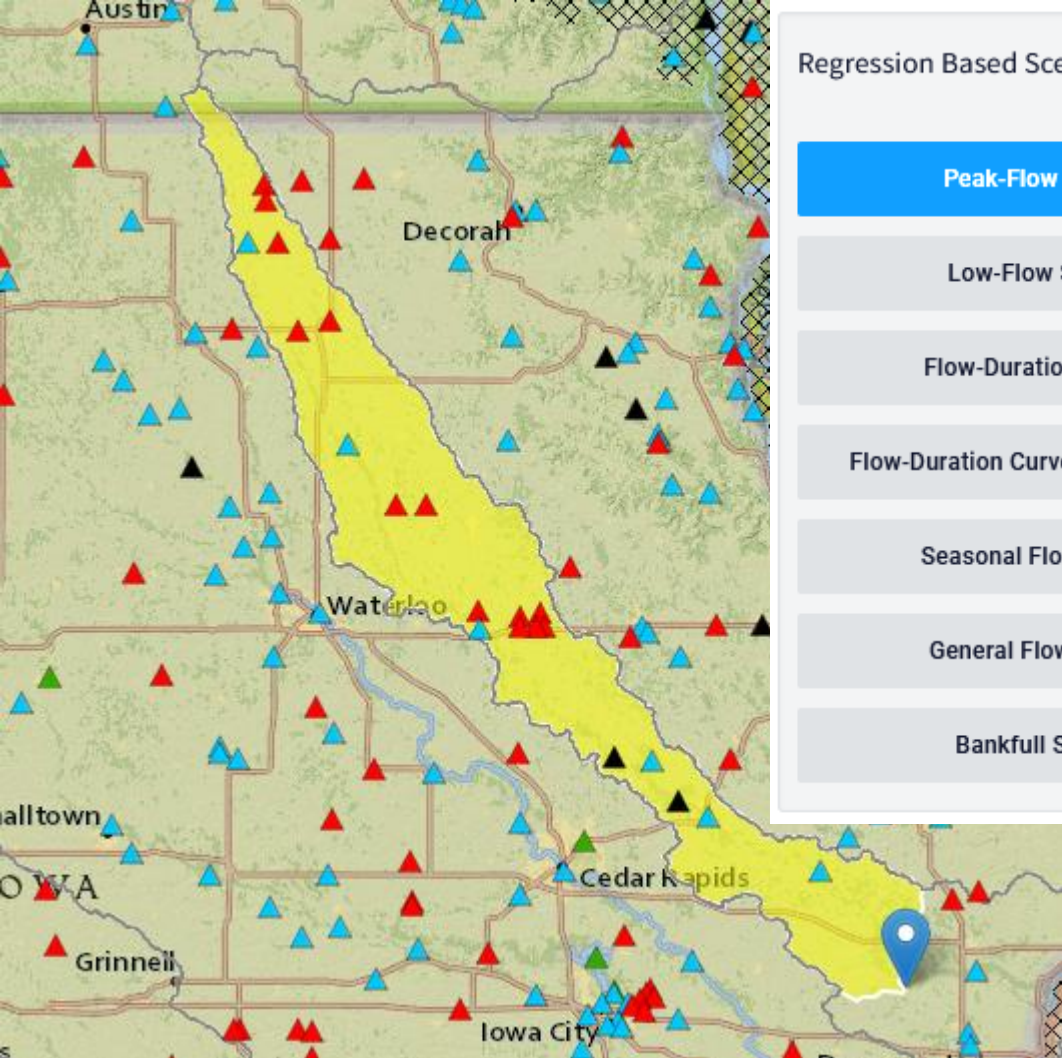 Austin
Decorah
Waterloo
alltown
Cedar Rapids
OWA
Grinnell
Iowa City
Regression Based Sce
Peak-Flow
Low-Flow S
Flow-Duratio
Flow-Duration Curve
Seasonal Flo
General Flow
Bankfull S